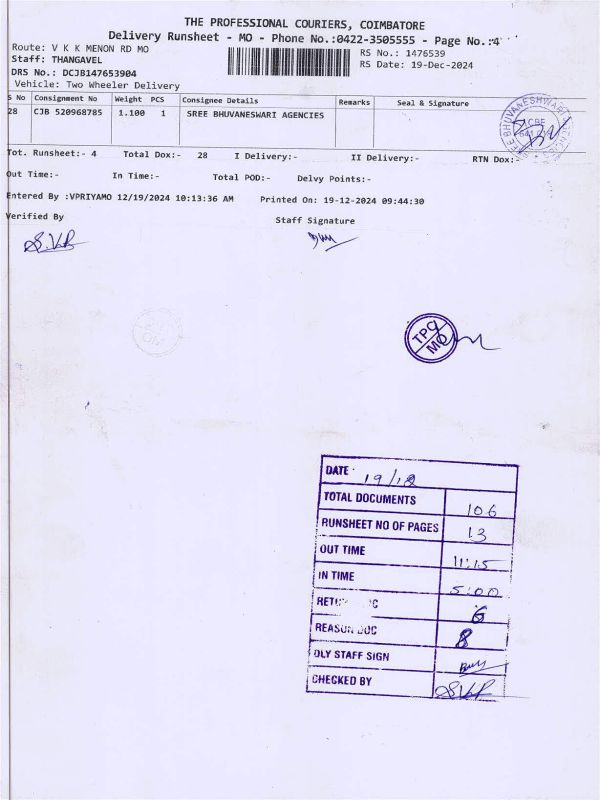 THE PROFESSIONAL COURIERS, COIMBATORE
Delivery Runsheet - MO - Phone No.:0422-3505555 - Page No.:4
Route: V K K MENON RD MO
RS No.: 1476539
Staff: THANGAVEL
RS Date: 19-Dec-2024
DRS No.: DCJB147653904
Vehicle: Two Wheeler Delivery
S No Consignment No Weight PCS Consignee Details Remarks Seal & Signature
28 CJB 520968785 1.100 1 SREE BHUVANESWARI AGENCIES
Tot. Runsheet:- 4 Total Dox:- 28 I Delivery:- II Delivery:- RTN Dox:-
Out Time:- In Time:- Total POD:- Delvy Points:-
Entered By :VPRIYAMO 12/19/2024 10:13:36 AM Printed On: 19-12-2024 09:44:30
Verified By Staff Signature
TPC
MO
DATE 19/12
TOTAL DOCUMENTS 106
RUNSHEET NO OF PAGES 13
OUT TIME 11:15
IN TIME 5:00
6
REASON DOC 8
DLY STAFF SIGN
CHECKED BY